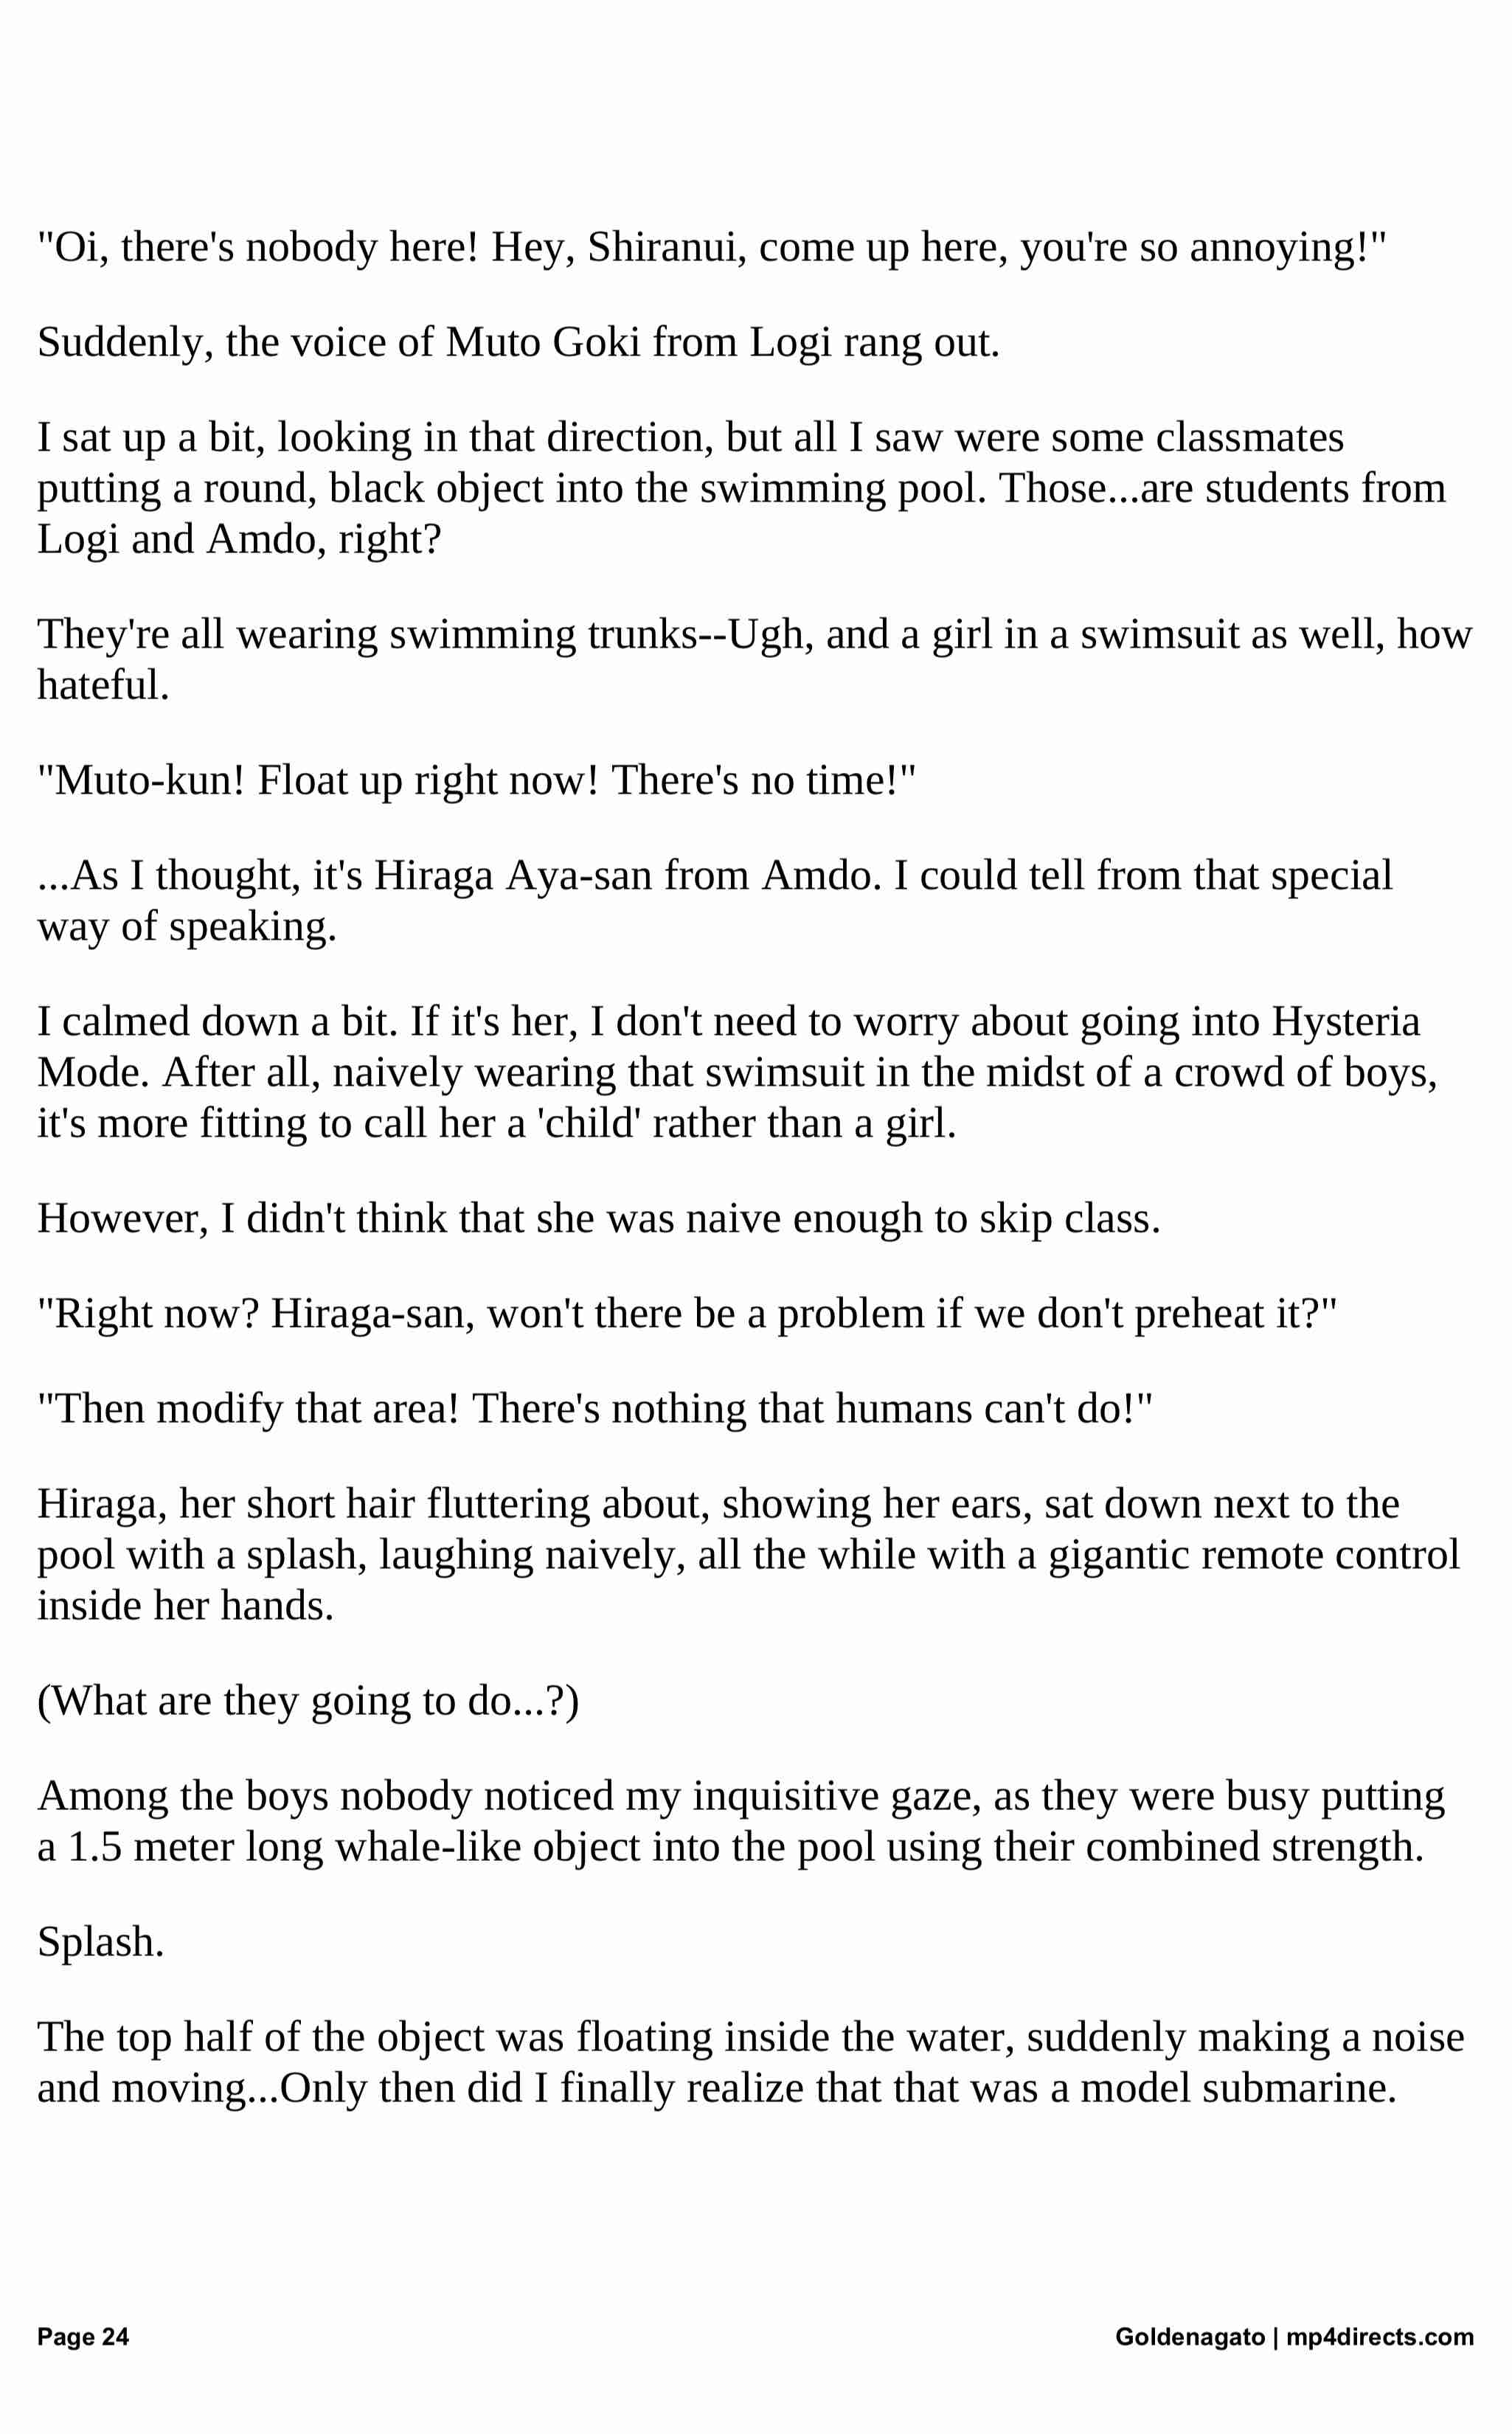 "Oi, there's nobody here! Hey, Shiranui, come up here, you're so annoying!"
Suddenly, the voice of Muto Goki from Logi rang out.
I sat up a bit, looking in that direction, but all I saw were some classmates
putting a round, black object into the swimming pool. Those...are students from
Logi and Amdo, right?
They're all wearing swimming trunks--Ugh, and a girl in a swimsuit as well, how
hateful.
"Muto-kun! Float up right now! There's no time!"
...As I thought, it's Hiraga Aya-san from Amdo. I could tell from that special
way of speaking.
I calmed down a bit. If it's her, I don't need to worry about going into Hysteria
Mode. After all, naively wearing that swimsuit in the midst of a crowd of boys,
it's more fitting to call her a 'child' rather than a girl.
However, I didn't think that she was naive enough to skip class.
"Right now? Hiraga-san, won't there be a problem if we don't preheat it?"
"Then modify that area! There's nothing that humans can't do!"
Hiraga, her short hair fluttering about, showing her ears, sat down next to the
pool with a splash, laughing naively, all the while with a gigantic remote control
inside her hands.
(What are they going to do...?)
Among the boys nobody noticed my inquisitive gaze, as they were busy putting
a 1.5 meter long whale-like object into the pool using their combined strength.
Splash.
The top half of the object was floating inside the water, suddenly making a noise
and moving...Only then did I finally realize that that was a model submarine.
Page 24
Goldenagato | mp4directs.com